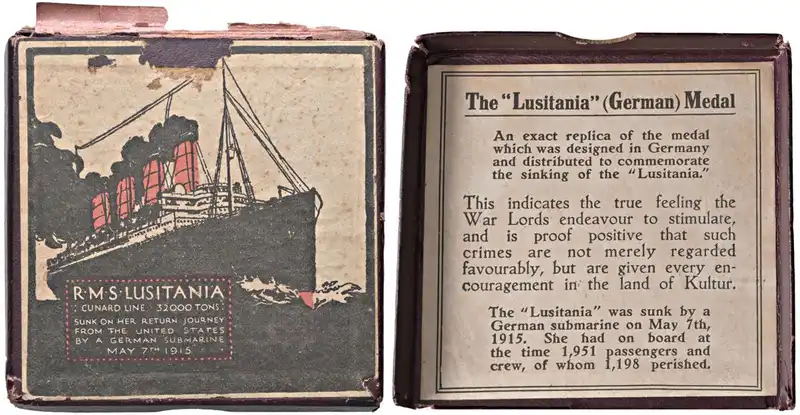 R·M·S·LUSITANIA
: CUNARD LINE · 32000 TONS :
SUNK ON HER RETURN JOURNEY
FROM THE UNITED STATES
BY A GERMAN SUBMARINE
MAY 7TH 1915
The "Lusitania" (German) Medal
An exact replica of the medal
which was designed in Germany
and distributed to commemorate
the sinking of the "Lusitania."
This indicates the true feeling the
War Lords endeavour to stimulate,
and is proof positive that such
crimes are not merely regarded
favourably, but are given every en-
couragement in the land of Kultur.
The "Lusitania" was sunk by a
German submarine on May 7th,
1915. She had on board at
the time 1,951 passengers and
crew, of whom 1,198 perished.